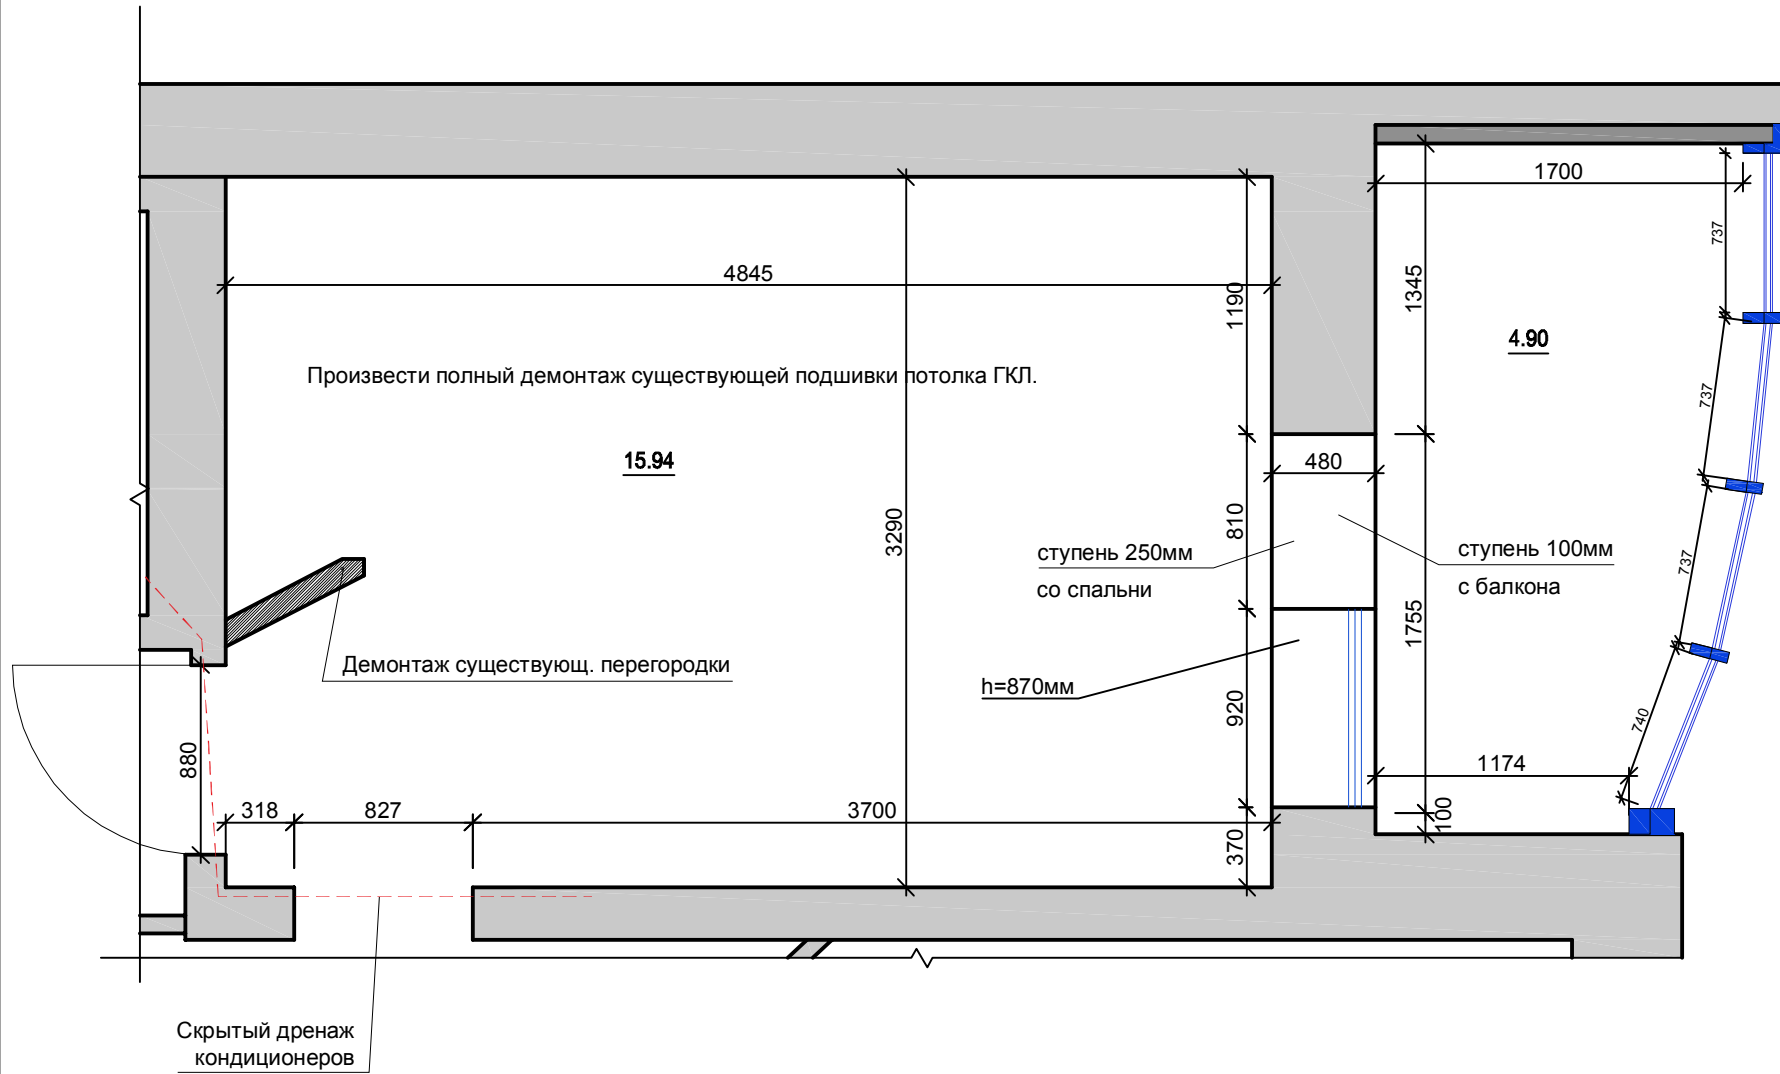 1700
737
4845
1190
1345
4.90
Произвести полный демонтаж существующей подшивки потолка ГКЛ.
737
15.94
480
3290
810
ступень 250мм
со спальни
ступень 100мм
с балкона
737
1755
Демонтаж существующ. перегородки
h=870мм
920
740
880
1174
318
827
3700
100
370
Скрытый дренаж
кондиционеров